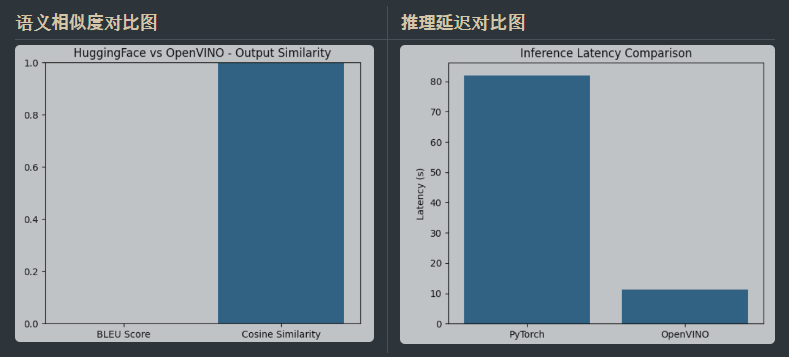 语义相似度对比图
HuggingFace vs OpenVINO - Output Similarity
1.0
0.8
0.6
0.4
0.2
0.0
BLEU Score
Cosine Similarity
推理延迟对比图
Inference Latency Comparison
Latency (s)
80
70
60
50
40
30
20
10
0
PyTorch
OpenVINO